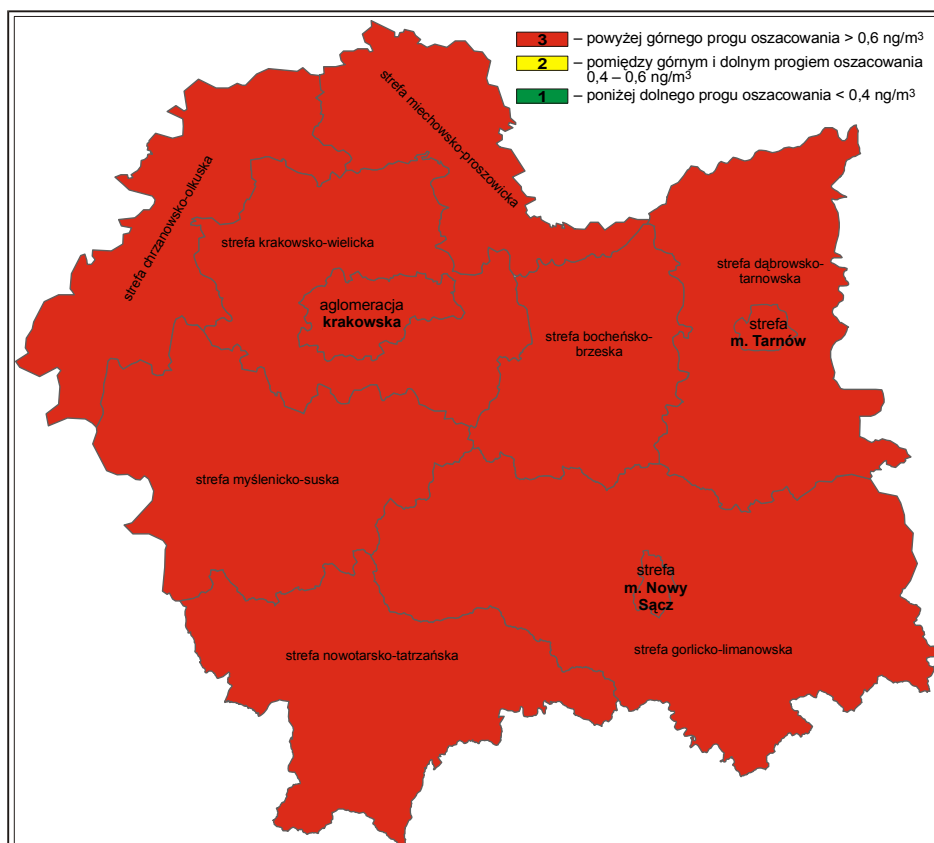 3 – powyżej górnego progu oszacowania > 0,6 ng/m³
2 – pomiędzy górnym i dolnym progiem oszacowania
0,4 – 0,6 ng/m³
1 – poniżej dolnego progu oszacowania < 0,4 ng/m³
strefa miechowsko-proszowicka
strefa chrzanowsko-olkuska
strefa krakowsko-wielicka
strefa dąbrowsko-
tarnowska
aglomeracja
krakowska
strefa
m. Tarnów
strefa bocheńsko-
brzeska
strefa myślenicko-suska
strefa
m. Nowy
Sącz
strefa nowotarsko-tatrzańska
strefa gorlicko-limanowska